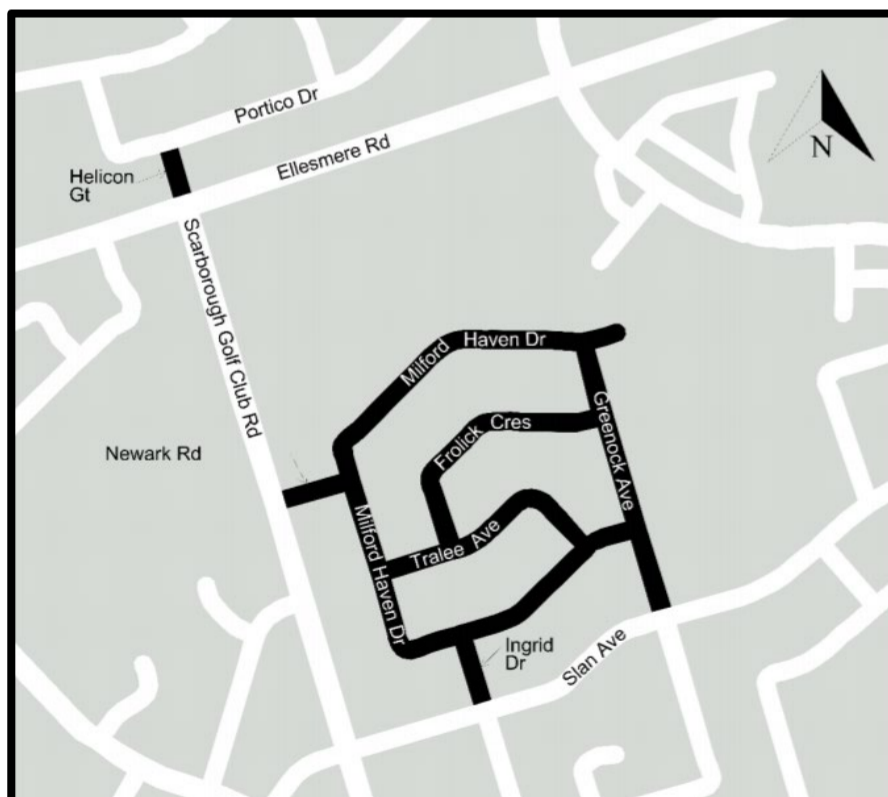 Portico Dr
Ellesmere Rd
N
Helicon
Gt
Scarborough Golf Club Rd
Milford Haven Dr
Greenock Ave
Frolick Cres
Newark Rd
Milford Haven Dr
Tralee Ave
Ingrid
Dr
Slan Ave